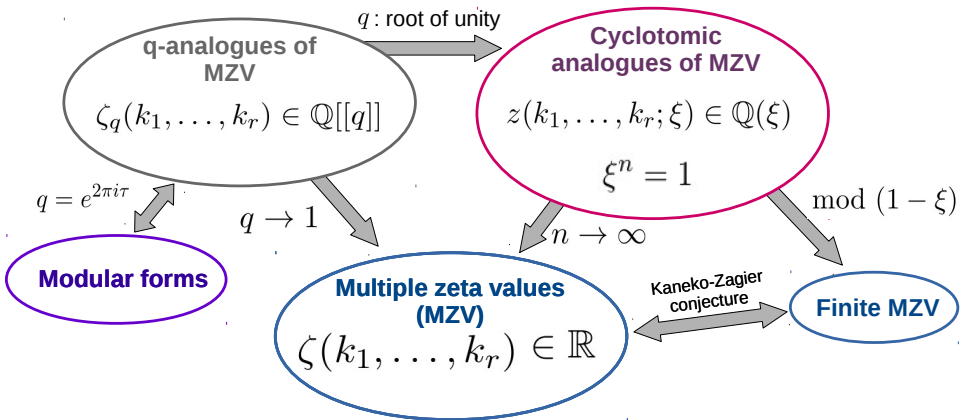 q : root of unity
q-analogues of
MZV
ζ_q(k_1, . . . , k_r) ∈ ℚ[[q]]
Cyclotomic
analogues of MZV
z(k_1, . . . , k_r; ξ) ∈ ℚ(ξ)
ξ^n = 1
q = e^{2πiτ}
q → 1
n → ∞
mod (1 − ξ)
Modular forms
Multiple zeta values
(MZV)
ζ(k_1, . . . , k_r) ∈ ℝ
Kaneko-Zagier
conjecture
Finite MZV